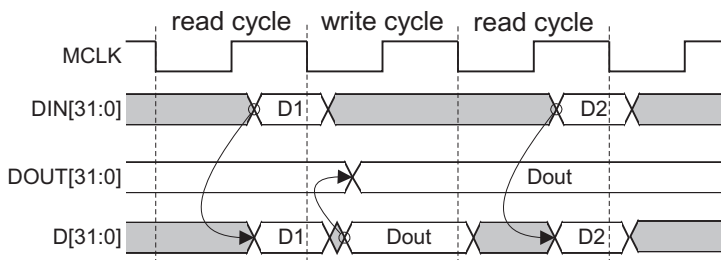 read cycle write cycle read cycle
MCLK
DIN[31:0] D1 D2
DOUT[31:0] Dout
D[31:0] D1 Dout D2